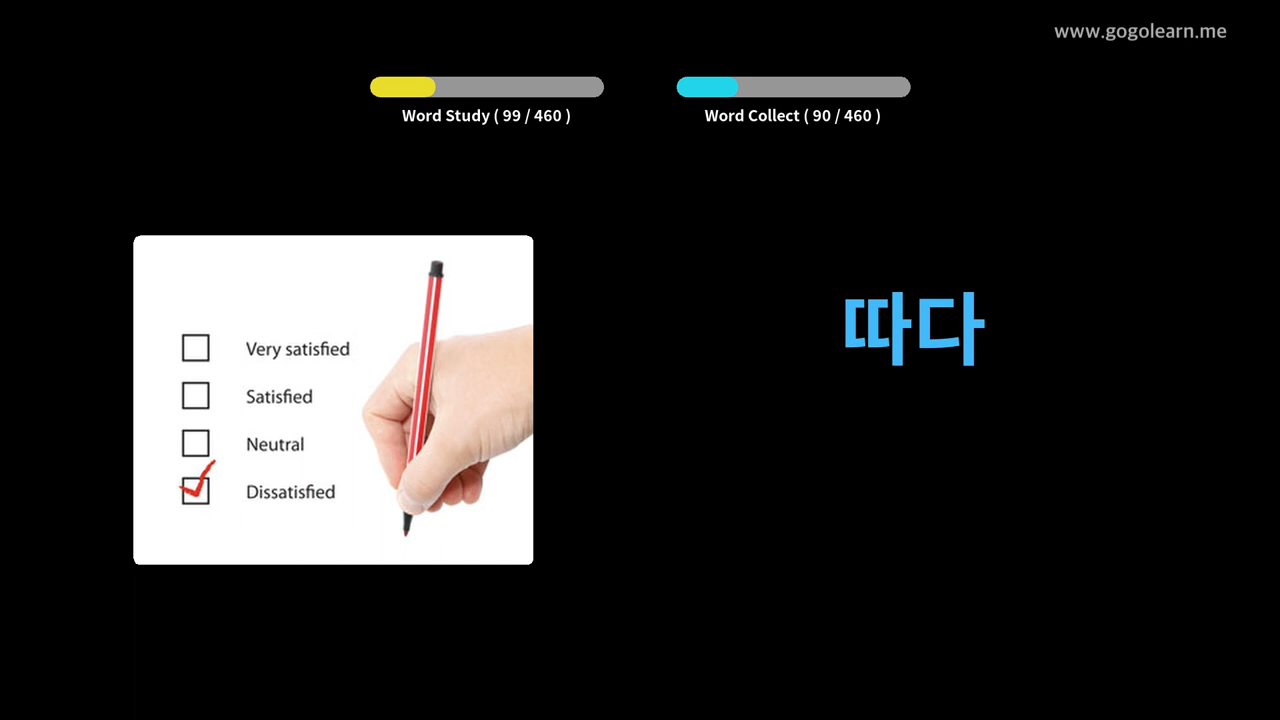 www.gogolearn.me
Word Study ( 99 / 460 )
Word Collect ( 90 / 460 )
Very satisfied
Satisfied
Neutral
Dissatisfied
따다